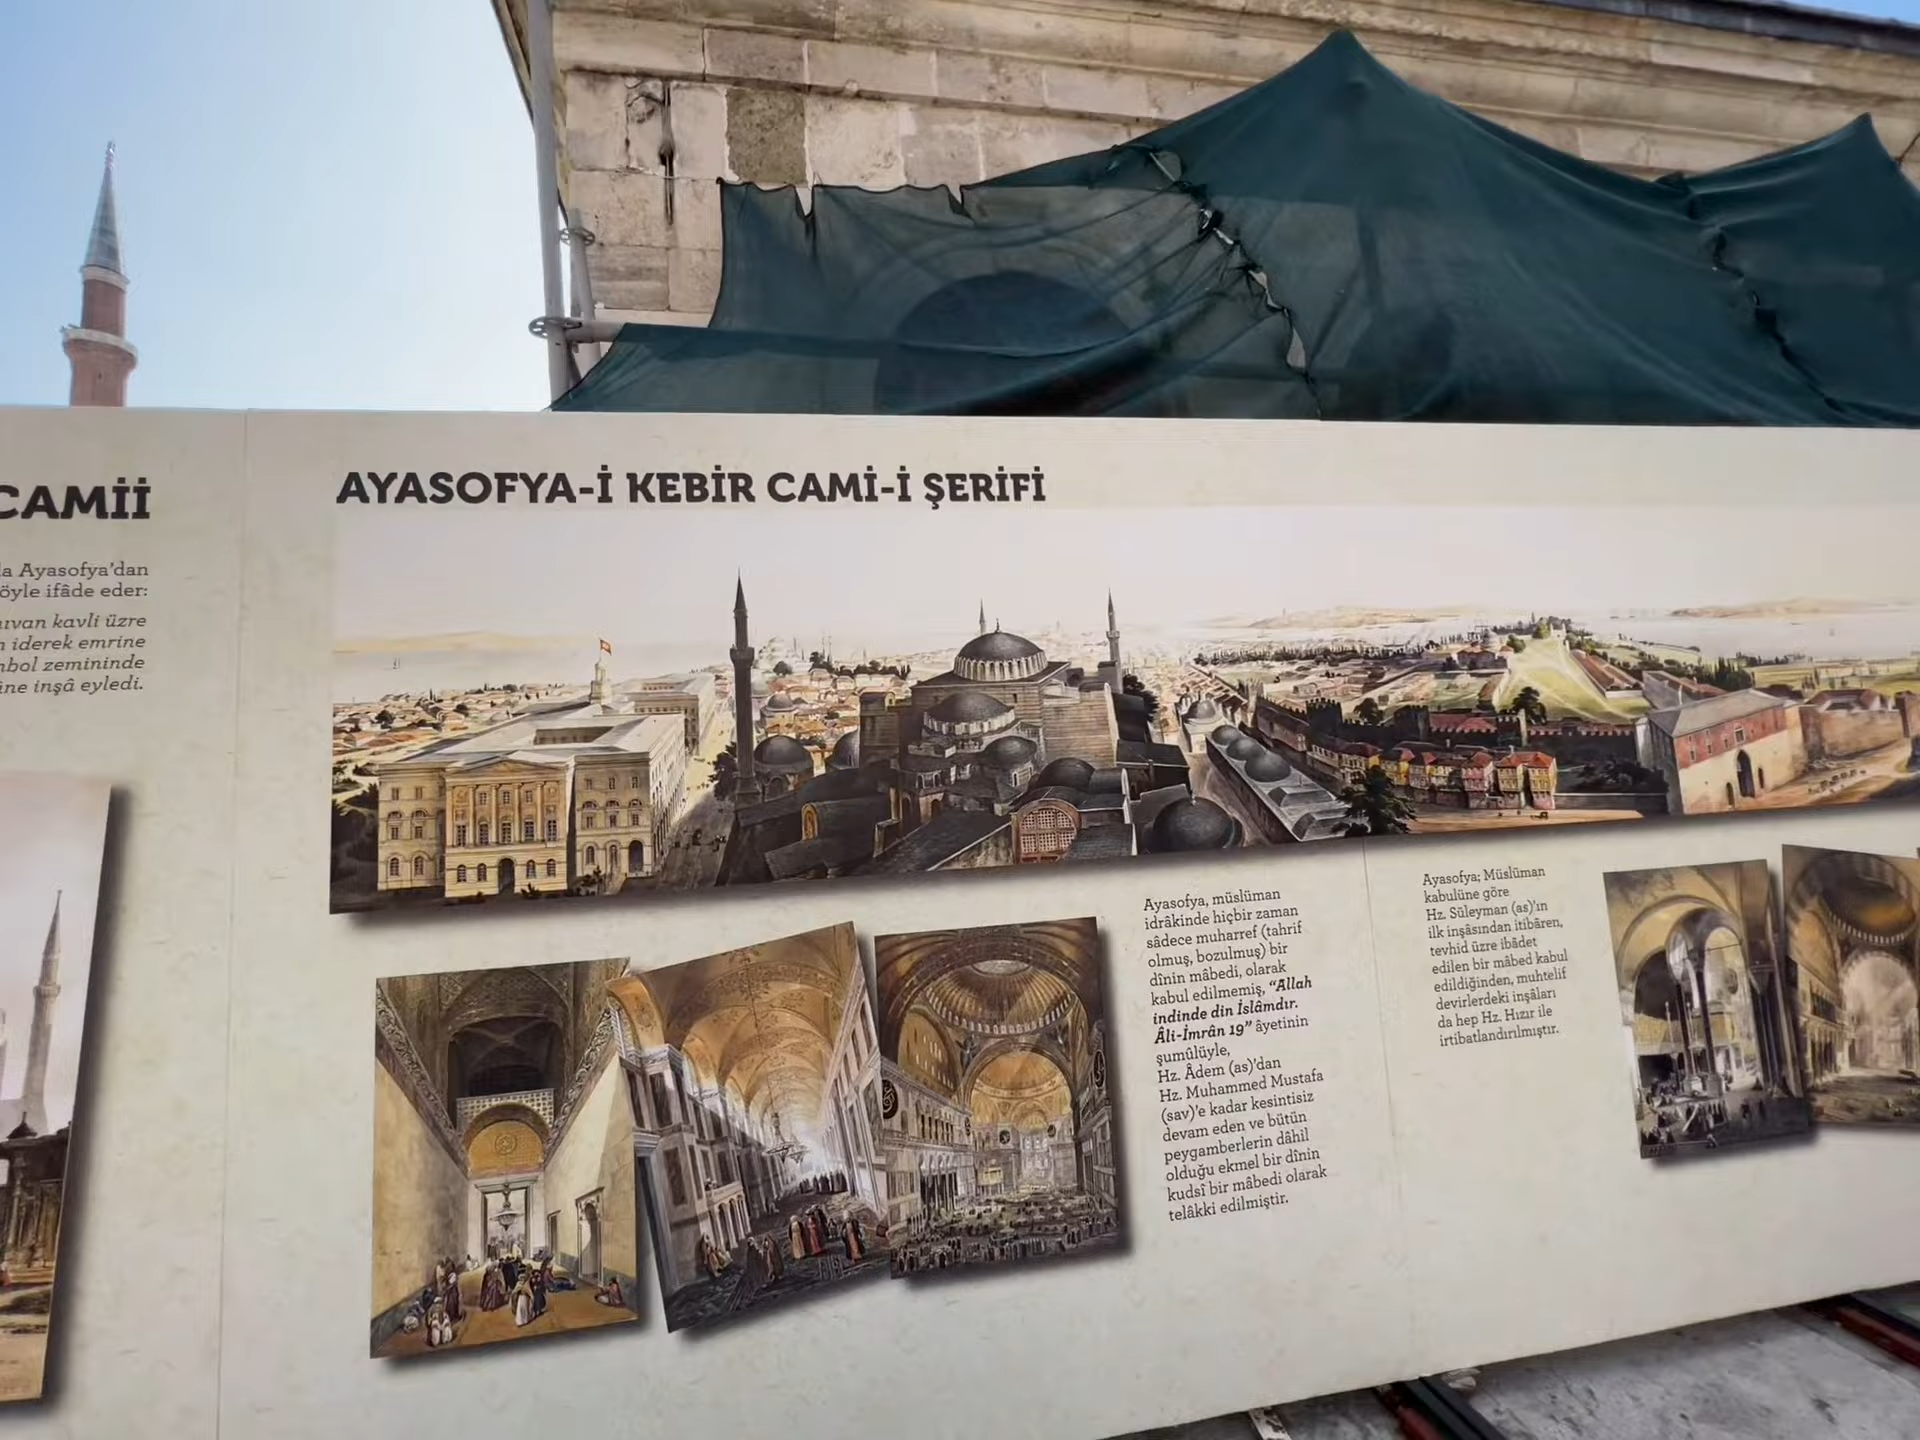 CAMİİ
Ayasofya'dan
ifâde eder:
kavli üzre
iderek emrine
zemininde
inşâ eyledi.
AYASOFYA-İ KEBİR CAMİ-İ ŞERİFİ
Ayasofya, müslüman
idrâkinde hiçbir zaman
sâdece muharref (tahrif
olmuş, bozulmuş) bir
dînin mâbedi, olarak
kabul edilmemiş, “Allah
indinde din İslâmdır.
Âli-İmrân 19” âyetinin
şumûlüyle,
Hz. Âdem (as)'dan
Hz. Muhammed Mustafa
(sav)'e kadar kesintisiz
devam eden ve bütün
peygamberlerin dâhil
olduğu ekmel bir dînin
kudsî bir mâbedi olarak
telâkki edilmiştir.
Ayasofya; Müslüman
kabulüne göre
Hz. Süleyman (as)'ın
ilk inşâsından itibâren,
tevhid üzre ibâdet
edilen bir mâbed kabul
edildiğinden, muhtelif
devirlerdeki inşâları
da hep Hz. Hızır ile
irtibatlandırılmıştır.